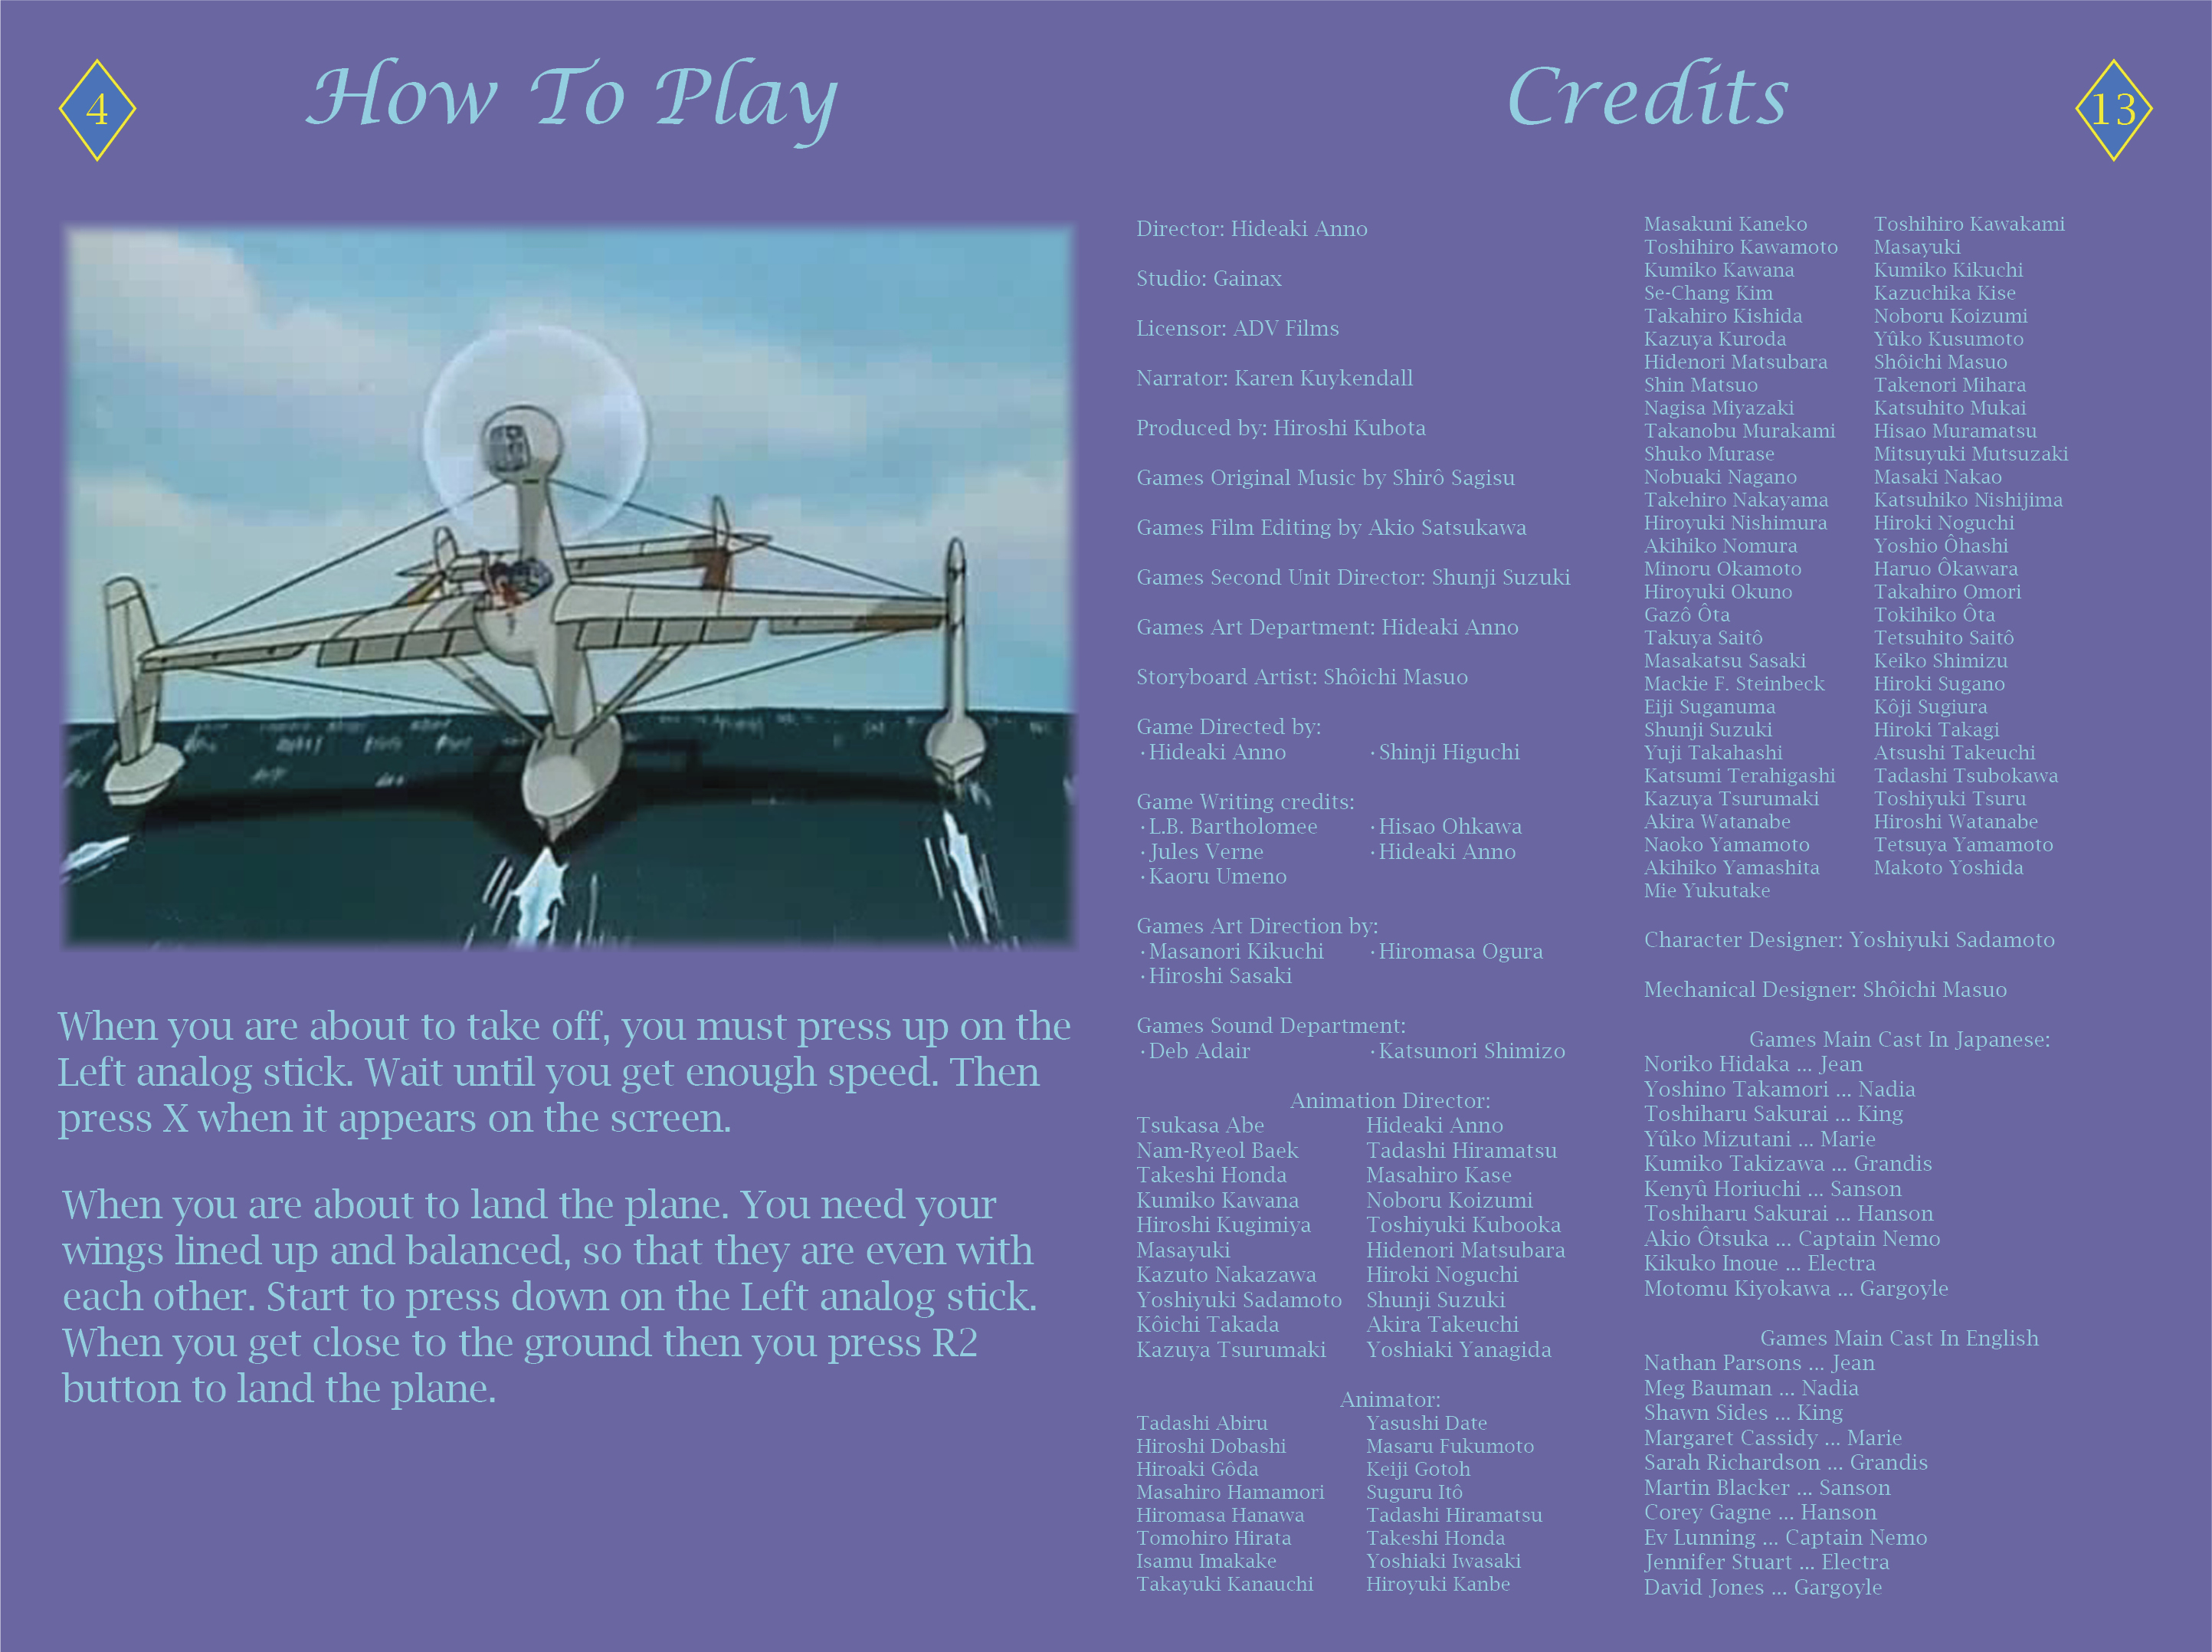 4
How To Play
When you are about to take off, you must press up on the
Left analog stick. Wait until you get enough speed. Then
press X when it appears on the screen.
When you are about to land the plane. You need your
wings lined up and balanced, so that they are even with
each other. Start to press down on the Left analog stick.
When you get close to the ground then you press R2
button to land the plane.
Credits
13
Director: Hideaki Anno
Studio: Gainax
Licensor: ADV Films
Narrator: Karen Kuykendall
Produced by: Hiroshi Kubota
Games Original Music by Shirô Sagisu
Games Film Editing by Akio Satsukawa
Games Second Unit Director: Shunji Suzuki
Games Art Department: Hideaki Anno
Storyboard Artist: Shôichi Masuo
Game Directed by:
·Hideaki Anno ·Shinji Higuchi
Game Writing credits:
·L.B. Bartholomee ·Hisao Ohkawa
·Jules Verne ·Hideaki Anno
·Kaoru Umeno
Games Art Direction by:
·Masanori Kikuchi ·Hiromasa Ogura
·Hiroshi Sasaki
Games Sound Department:
·Deb Adair ·Katsunori Shimizo
Animation Director:
Tsukasa Abe Hideaki Anno
Nam-Ryeol Baek Tadashi Hiramatsu
Takeshi Honda Masahiro Kase
Kumiko Kawana Noboru Koizumi
Hiroshi Kugimiya Toshiyuki Kubooka
Masayuki Hidenori Matsubara
Kazuto Nakazawa Hiroki Noguchi
Yoshiyuki Sadamoto Shunji Suzuki
Kôichi Takada Akira Takeuchi
Kazuya Tsurumaki Yoshiaki Yanagida
Animator:
Tadashi Abiru Yasushi Date
Hiroshi Dobashi Masaru Fukumoto
Hiroaki Gôda Keiji Gotoh
Masahiro Hamamori Suguru Itô
Hiromasa Hanawa Tadashi Hiramatsu
Tomohiro Hirata Takeshi Honda
Isamu Imakake Yoshiaki Iwasaki
Takayuki Kanauchi Hiroyuki Kanbe
Masakuni Kaneko Toshihiro Kawakami
Toshihiro Kawamoto Masayuki
Kumiko Kawana Kumiko Kikuchi
Se-Chang Kim Kazuchika Kise
Takahiro Kishida Noboru Koizumi
Kazuya Kuroda Yûko Kusumoto
Hidenori Matsubara Shôichi Masuo
Shin Matsuo Takenori Mihara
Nagisa Miyazaki Katsuhito Mukai
Takanobu Murakami Hisao Muramatsu
Shuko Murase Mitsuyuki Mutsuzaki
Nobuaki Nagano Masaki Nakao
Takehiro Nakayama Katsuhiko Nishijima
Hiroyuki Nishimura Hiroki Noguchi
Akihiko Nomura Yoshio Ôhashi
Minoru Okamoto Haruo Ôkawara
Hiroyuki Okuno Takahiro Omori
Gazô Ôta Tokihiko Ôta
Takuya Saitô Tetsuhito Saitô
Masakatsu Sasaki Keiko Shimizu
Mackie F. Steinbeck Hiroki Sugano
Eiji Suganuma Kôji Sugiura
Shunji Suzuki Hiroki Takagi
Yuji Takahashi Atsushi Takeuchi
Katsumi Terahigashi Tadashi Tsubokawa
Kazuya Tsurumaki Toshiyuki Tsuru
Akira Watanabe Hiroshi Watanabe
Naoko Yamamoto Tetsuya Yamamoto
Akihiko Yamashita Makoto Yoshida
Mie Yukutake
Character Designer: Yoshiyuki Sadamoto
Mechanical Designer: Shôichi Masuo
Games Main Cast In Japanese:
Noriko Hidaka ... Jean
Yoshino Takamori ... Nadia
Toshiharu Sakurai ... King
Yûko Mizutani ... Marie
Kumiko Takizawa ... Grandis
Kenyû Horiuchi ... Sanson
Toshiharu Sakurai ... Hanson
Akio Ôtsuka ... Captain Nemo
Kikuko Inoue ... Electra
Motomu Kiyokawa ... Gargoyle
Games Main Cast In English
Nathan Parsons ... Jean
Meg Bauman ... Nadia
Shawn Sides ... King
Margaret Cassidy ... Marie
Sarah Richardson ... Grandis
Martin Blacker ... Sanson
Corey Gagne ... Hanson
Ev Lunning ... Captain Nemo
Jennifer Stuart ... Electra
David Jones ... Gargoyle